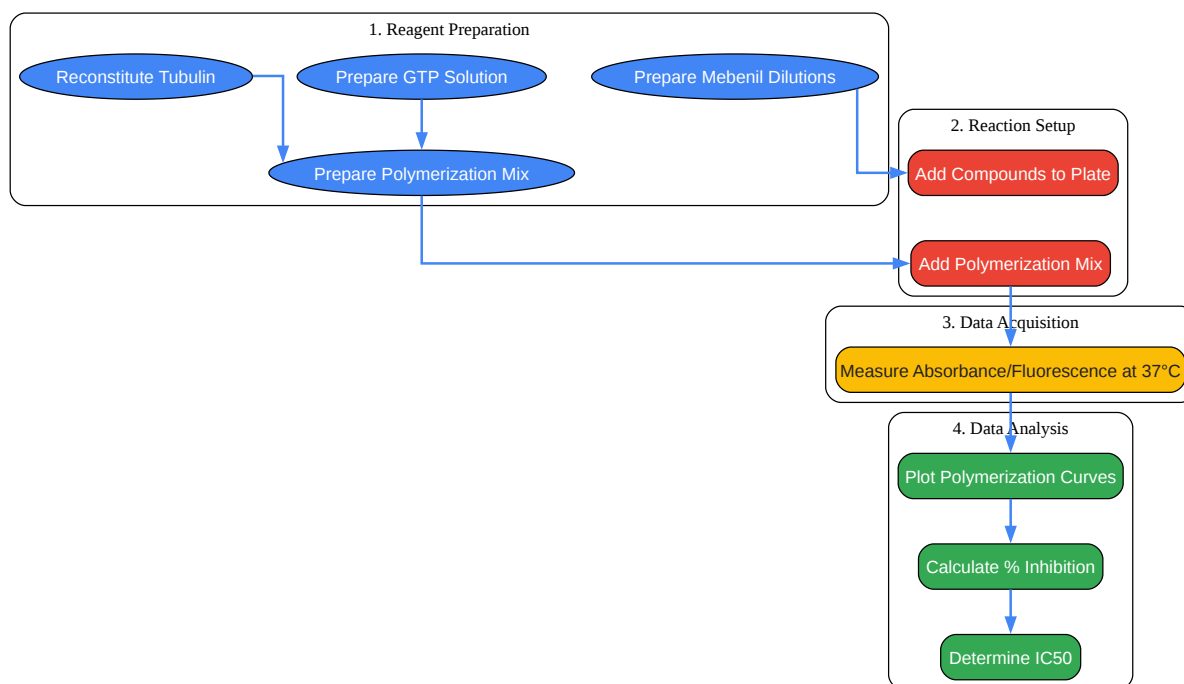 1. Reagent Preparation
Reconstitute Tubulin
Prepare GTP Solution
Prepare Mebenil Dilutions
Prepare Polymerization Mix
2. Reaction Setup
Add Compounds to Plate
Add Polymerization Mix
3. Data Acquisition
Measure Absorbance/Fluorescence at 37°C
4. Data Analysis
Plot Polymerization Curves
Calculate % Inhibition
Determine IC50